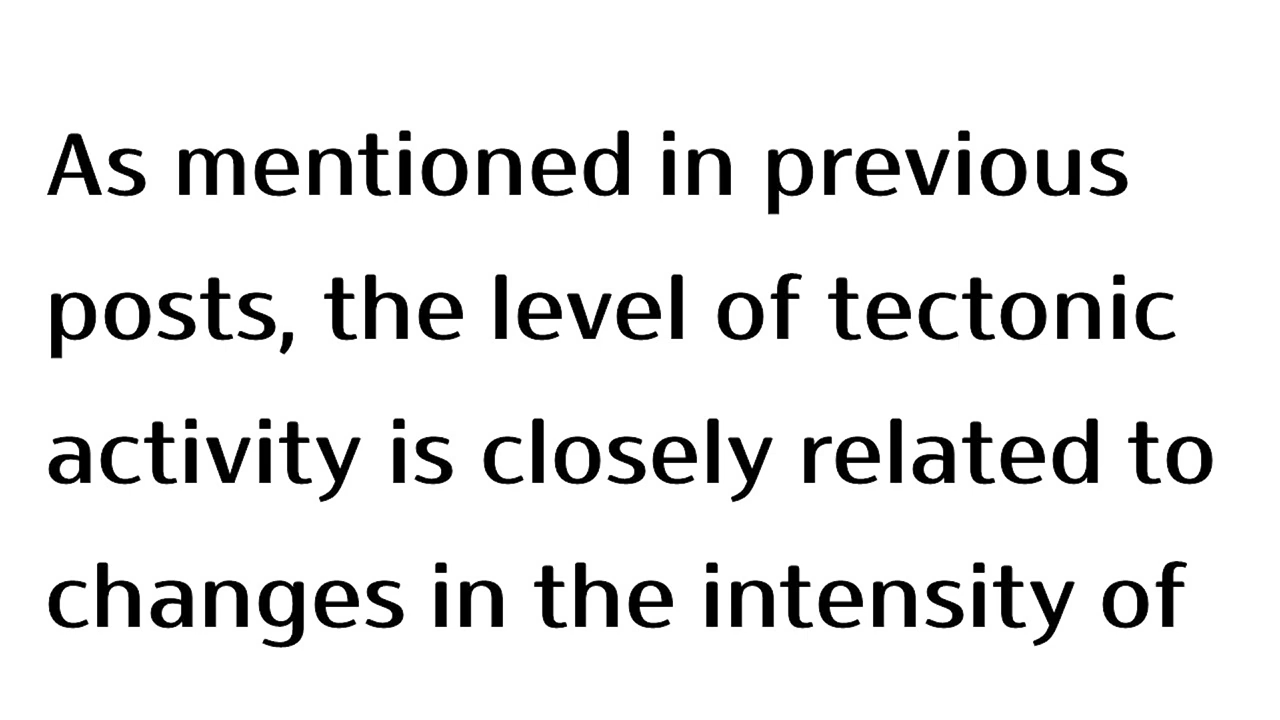 As mentioned in previous
posts, the level of tectonic
activity is closely related to
changes in the intensity of